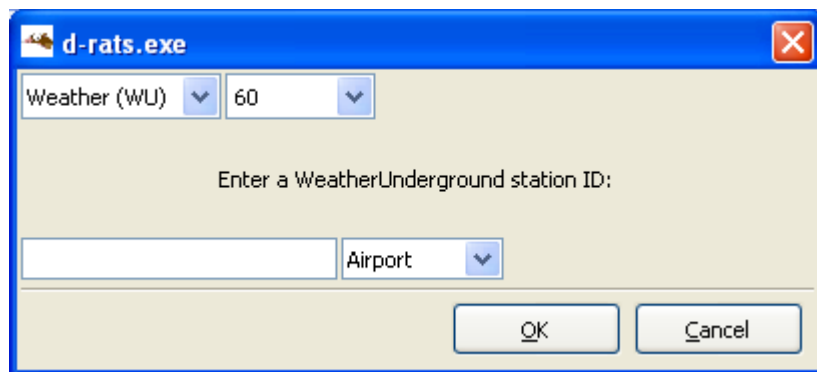 d-rats.exe
Weather (WU) 60
Enter a WeatherUnderground station ID:
Airport
OK Cancel